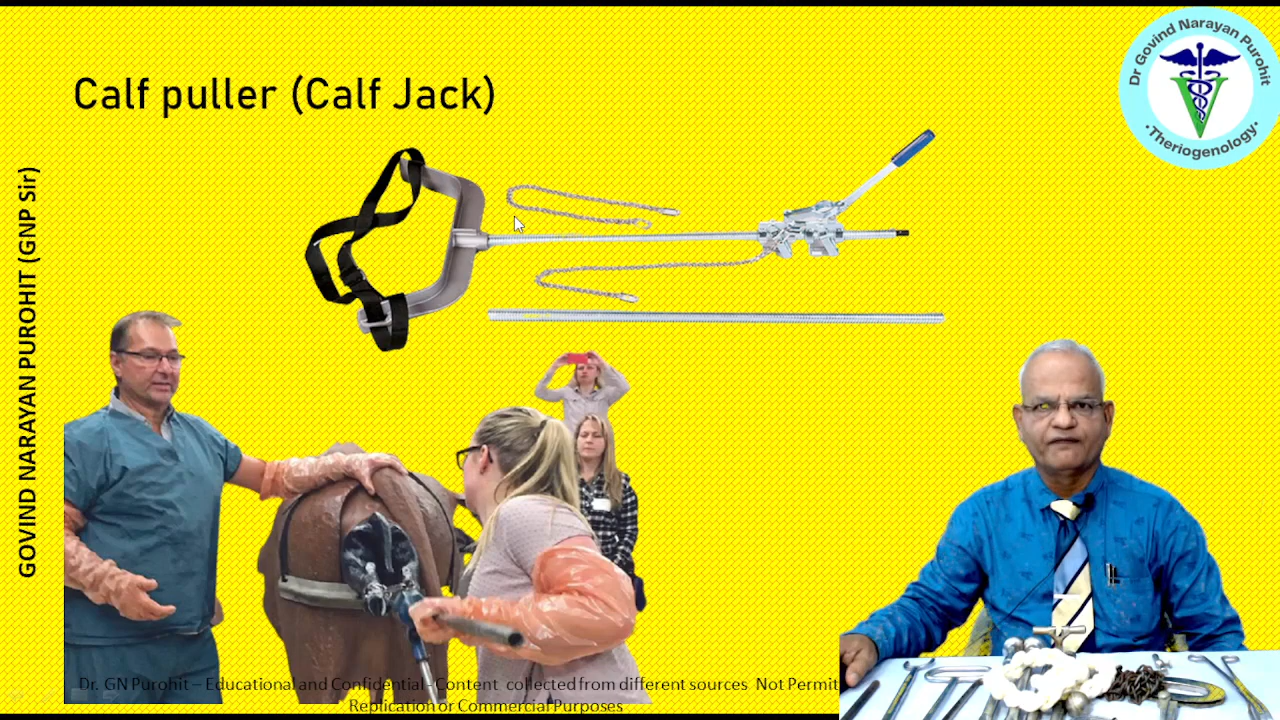 Calf puller (Calf Jack)
Dr Govind Narayan Purohit
·Theriogenology·
GOVIND NARAYAN PUROHIT (GNP Sir)
Dr. GN Purohit – Educational and Confidential - Content collected from different sources Not Permit
Replication or Commercial Purposes